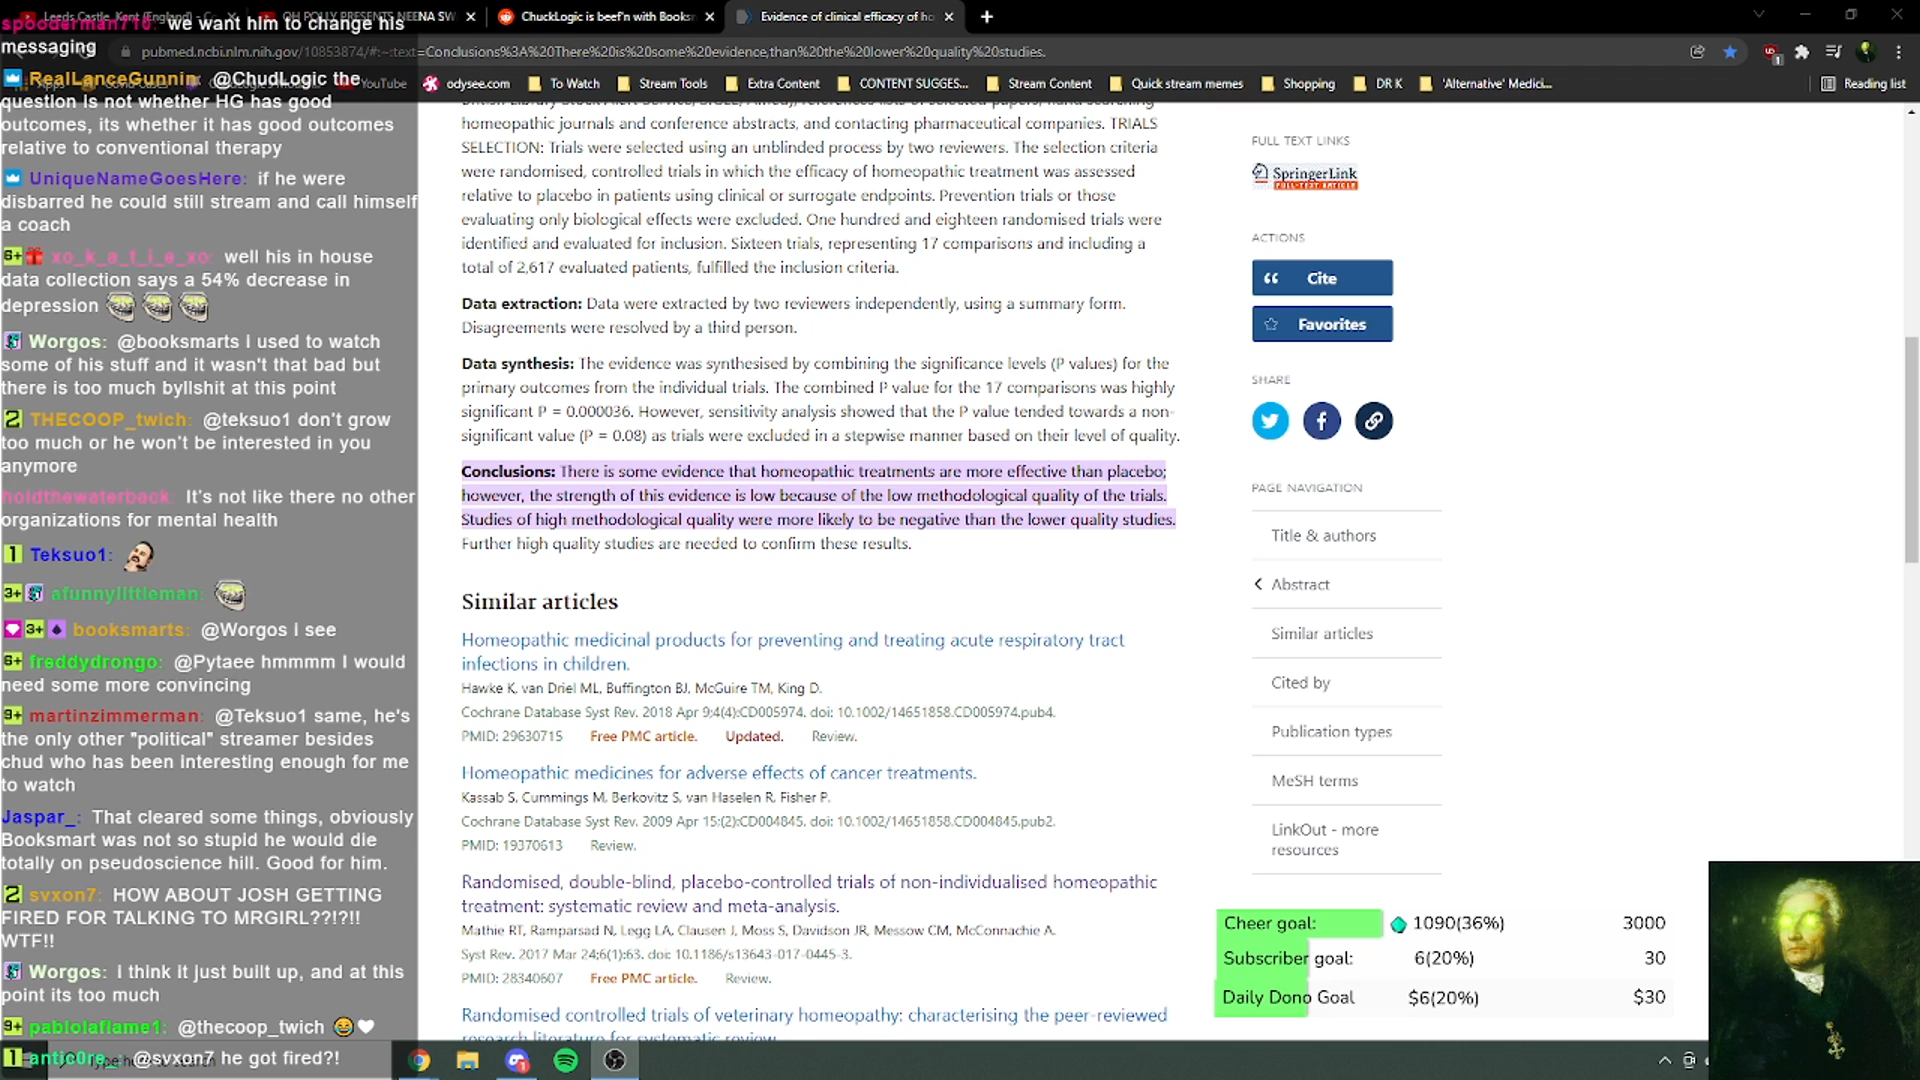 Leeds Castle, Kent (England) - C
OH POLLY PRESENTS NEENA SW
ChuckLogic is beef'n with Booksn
Evidence of clinical efficacy of ho
pubmed.ncbi.nlm.nih.gov/10853874/#:~:text=Conclusions%3A%20There%20is%20some%20evidence,than%20the%20lower%20quality%20studies.
YouTube
odysee.com
To Watch
Stream Tools
Extra Content
CONTENT SUGGES...
Stream Content
Quick stream memes
Shopping
DR K
'Alternative' Medici...
Reading list
spooderman710: we want him to change his
messaging
RealLanceGunnin: @ChudLogic the
question is not whether HG has good
outcomes, its whether it has good outcomes
relative to conventional therapy
UniqueNameGoesHere: if he were
disbarred he could still stream and call himself
a coach
6+ xo_k_a_t_i_e_xo: well his in house
data collection says a 54% decrease in
depression
Worgos: @booksmarts I used to watch
some of his stuff and it wasn't that bad but
there is too much byllshit at this point
2 THECOOP_twich: @teksuo1 don't grow
too much or he won't be interested in you
anymore
holdthewaterback: It's not like there no other
organizations for mental health
1 Teksuo1:
3+ afunnylittleman:
3+ booksmarts: @Worgos I see
6+ freddydrongo: @Pytaee hmmmm I would
need some more convincing
9+ martinzimmerman: @Teksuo1 same, he's
the only other "political" streamer besides
chud who has been interesting enough for me
to watch
Jaspar_: That cleared some things, obviously
Booksmart was not so stupid he would die
totally on pseudoscience hill. Good for him.
2 svxon7: HOW ABOUT JOSH GETTING
FIRED FOR TALKING TO MRGIRL??!?!!
WTF!!
Worgos: I think it just built up, and at this
point its too much
9+ pablolaflame1: @thecoop_twich
1 antic0re_: @svxon7 he got fired?!
homeopathic journals and conference abstracts, and contacting pharmaceutical companies. TRIALS
SELECTION: Trials were selected using an unblinded process by two reviewers. The selection criteria
were randomised, controlled trials in which the efficacy of homeopathic treatment was assessed
relative to placebo in patients using clinical or surrogate endpoints. Prevention trials or those
evaluating only biological effects were excluded. One hundred and eighteen randomised trials were
identified and evaluated for inclusion. Sixteen trials, representing 17 comparisons and including a
total of 2,617 evaluated patients, fulfilled the inclusion criteria.
Data extraction: Data were extracted by two reviewers independently, using a summary form.
Disagreements were resolved by a third person.
Data synthesis: The evidence was synthesised by combining the significance levels (P values) for the
primary outcomes from the individual trials. The combined P value for the 17 comparisons was highly
significant P = 0.000036. However, sensitivity analysis showed that the P value tended towards a non-
significant value (P = 0.08) as trials were excluded in a stepwise manner based on their level of quality.
Conclusions: There is some evidence that homeopathic treatments are more effective than placebo;
however, the strength of this evidence is low because of the low methodological quality of the trials.
Studies of high methodological quality were more likely to be negative than the lower quality studies.
Further high quality studies are needed to confirm these results.
Similar articles
Homeopathic medicinal products for preventing and treating acute respiratory tract
infections in children.
Hawke K, van Driel ML, Buffington BJ, McGuire TM, King D.
Cochrane Database Syst Rev. 2018 Apr 9;4(4):CD005974. doi: 10.1002/14651858.CD005974.pub4.
PMID: 29630715 Free PMC article. Updated. Review.
Homeopathic medicines for adverse effects of cancer treatments.
Kassab S, Cummings M, Berkovitz S, van Haselen R, Fisher P.
Cochrane Database Syst Rev. 2009 Apr 15;(2):CD004845. doi: 10.1002/14651858.CD004845.pub2.
PMID: 19370613 Review.
Randomised, double-blind, placebo-controlled trials of non-individualised homeopathic
treatment: systematic review and meta-analysis.
Mathie RT, Ramparsad N, Legg LA, Clausen J, Moss S, Davidson JR, Messow CM, McConnachie A.
Syst Rev. 2017 Mar 24;6(1):63. doi: 10.1186/s13643-017-0445-3.
PMID: 28340607 Free PMC article. Review.
Randomised controlled trials of veterinary homeopathy: characterising the peer-reviewed
research literature for systematic review.
FULL TEXT LINKS
SpringerLink
FULL-TEXT ARTICLE
ACTIONS
Cite
Favorites
SHARE
PAGE NAVIGATION
Title & authors
Abstract
Similar articles
Cited by
Publication types
MeSH terms
LinkOut - more
resources
Cheer goal: 1090(36%) 3000
Subscriber goal: 6(20%) 30
Daily Dono Goal $6(20%) $30